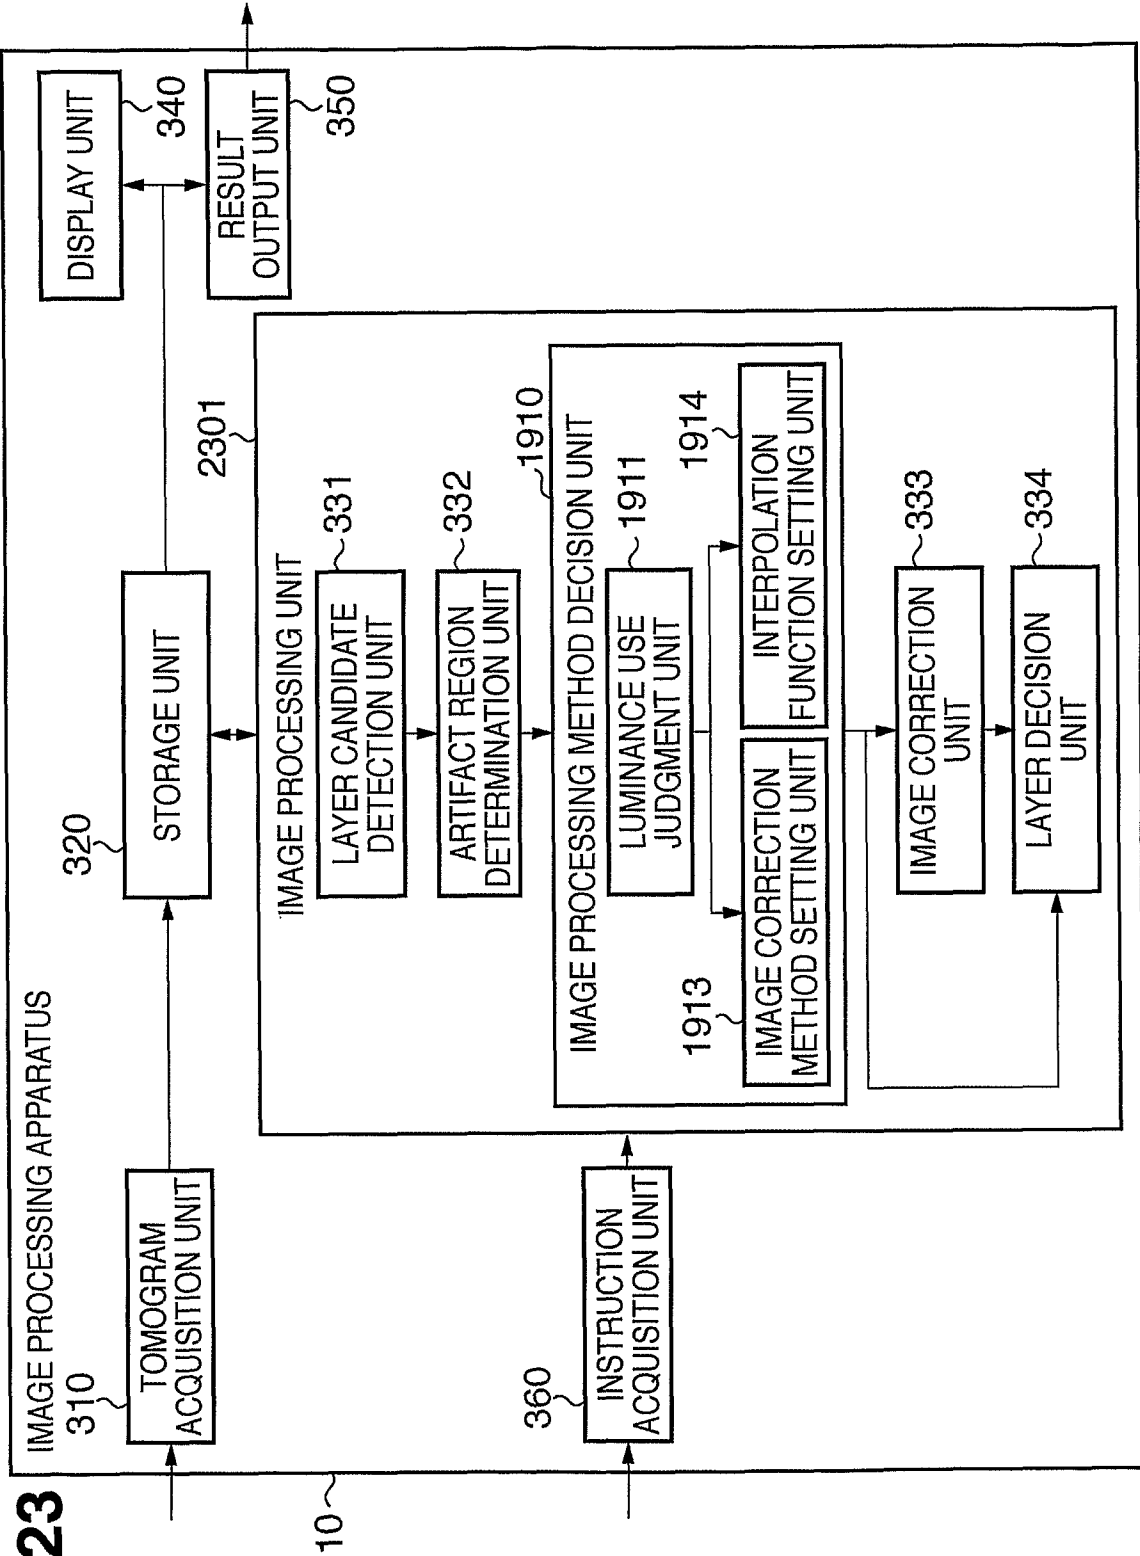 23
IMAGE PROCESSING APPARATUS
10
310
TOMOGRAM
ACQUISITION UNIT
320
STORAGE UNIT
DISPLAY UNIT
340
RESULT
OUTPUT UNIT
350
360
INSTRUCTION
ACQUISITION UNIT
2301
IMAGE PROCESSING UNIT
LAYER CANDIDATE
DETECTION UNIT
331
ARTIFACT REGION
DETERMINATION UNIT
332
1910
IMAGE PROCESSING METHOD DECISION UNIT
LUMINANCE USE
JUDGMENT UNIT
1911
1913
IMAGE CORRECTION
METHOD SETTING UNIT
1914
INTERPOLATION
FUNCTION SETTING UNIT
IMAGE CORRECTION
UNIT
333
LAYER DECISION
UNIT
334